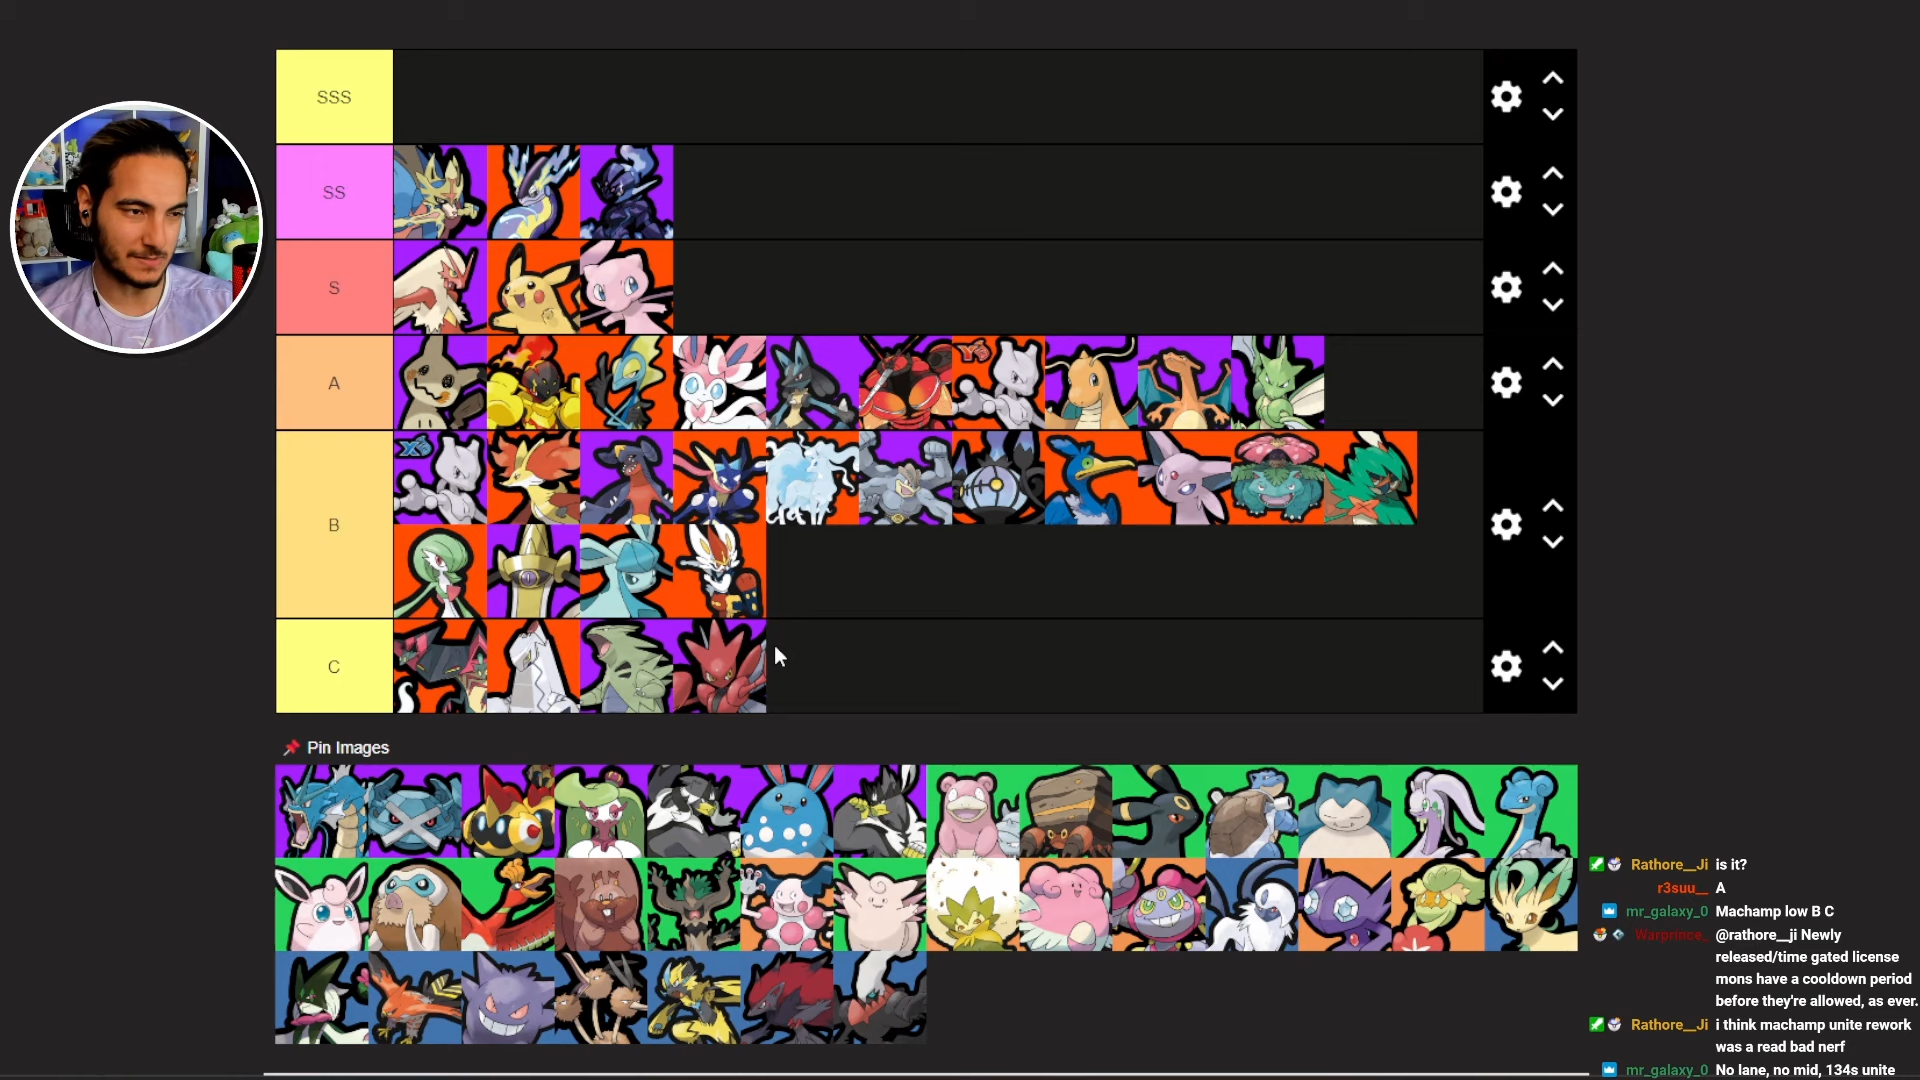 SSS
SS
S
A
B
C
Pin Images
Rathore__Ji is it?
r3suu__ A
mr_galaxy_0 Machamp low B C
Warprince_ @rathore__ji Newly
released/time gated license
mons have a cooldown period
before they're allowed, as ever.
Rathore__Ji i think machamp unite rework
was a read bad nerf
mr_galaxy_0 No lane, no mid, 134s unite